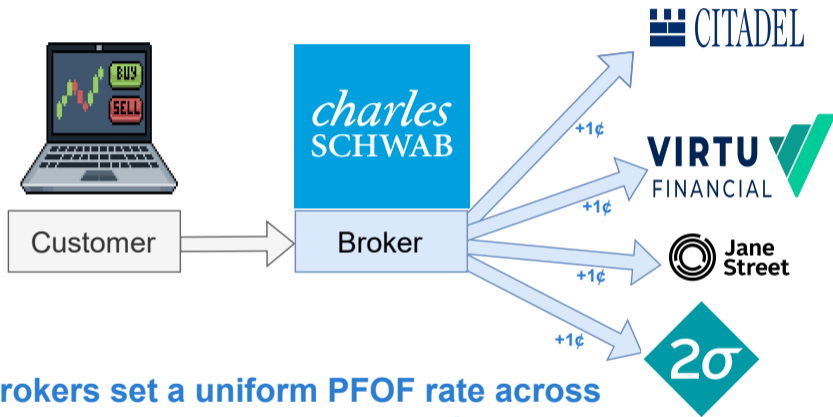 CITADEL
BUY
SELL
charles
SCHWAB
+1¢
VIRTU
FINANCIAL
+1¢
Customer
Broker
Jane
Street
+1¢
+1¢
2σ
rokers set a uniform PFOF rate across